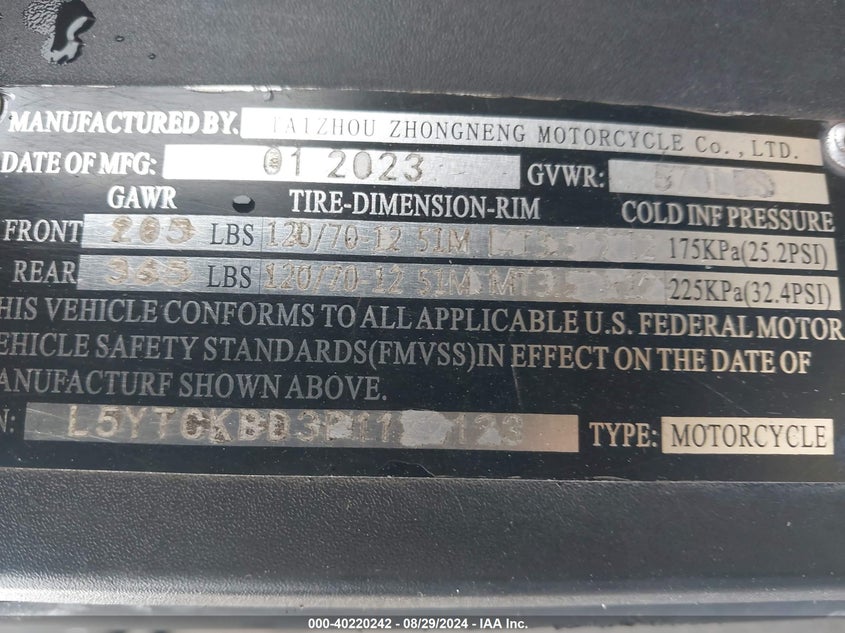 MANUFACTURED BY. TAIZHOU ZHONGNENG MOTORCYCLE Co., LTD.
DATE OF MFG: 01 2023 GVWR: 570LBS
GAWR TIRE-DIMENSION-RIM COLD INF PRESSURE
FRONT 205 LBS 120/70-12 51M 175KPa(25.2PSI)
REAR 365 LBS 120/70-12 51M 225KPa(32.4PSI)
HIS VEHICLE CONFORMS TO ALL APPLICABLE U.S. FEDERAL MOTOR
EHICLE SAFETY STANDARDS(FMVSS)IN EFFECT ON THE DATE OF
ANUFACTURF SHOWN ABOVE.
N: TYPE: MOTORCYCLE
000-40220242 - 08/29/2024 - IAA Inc.